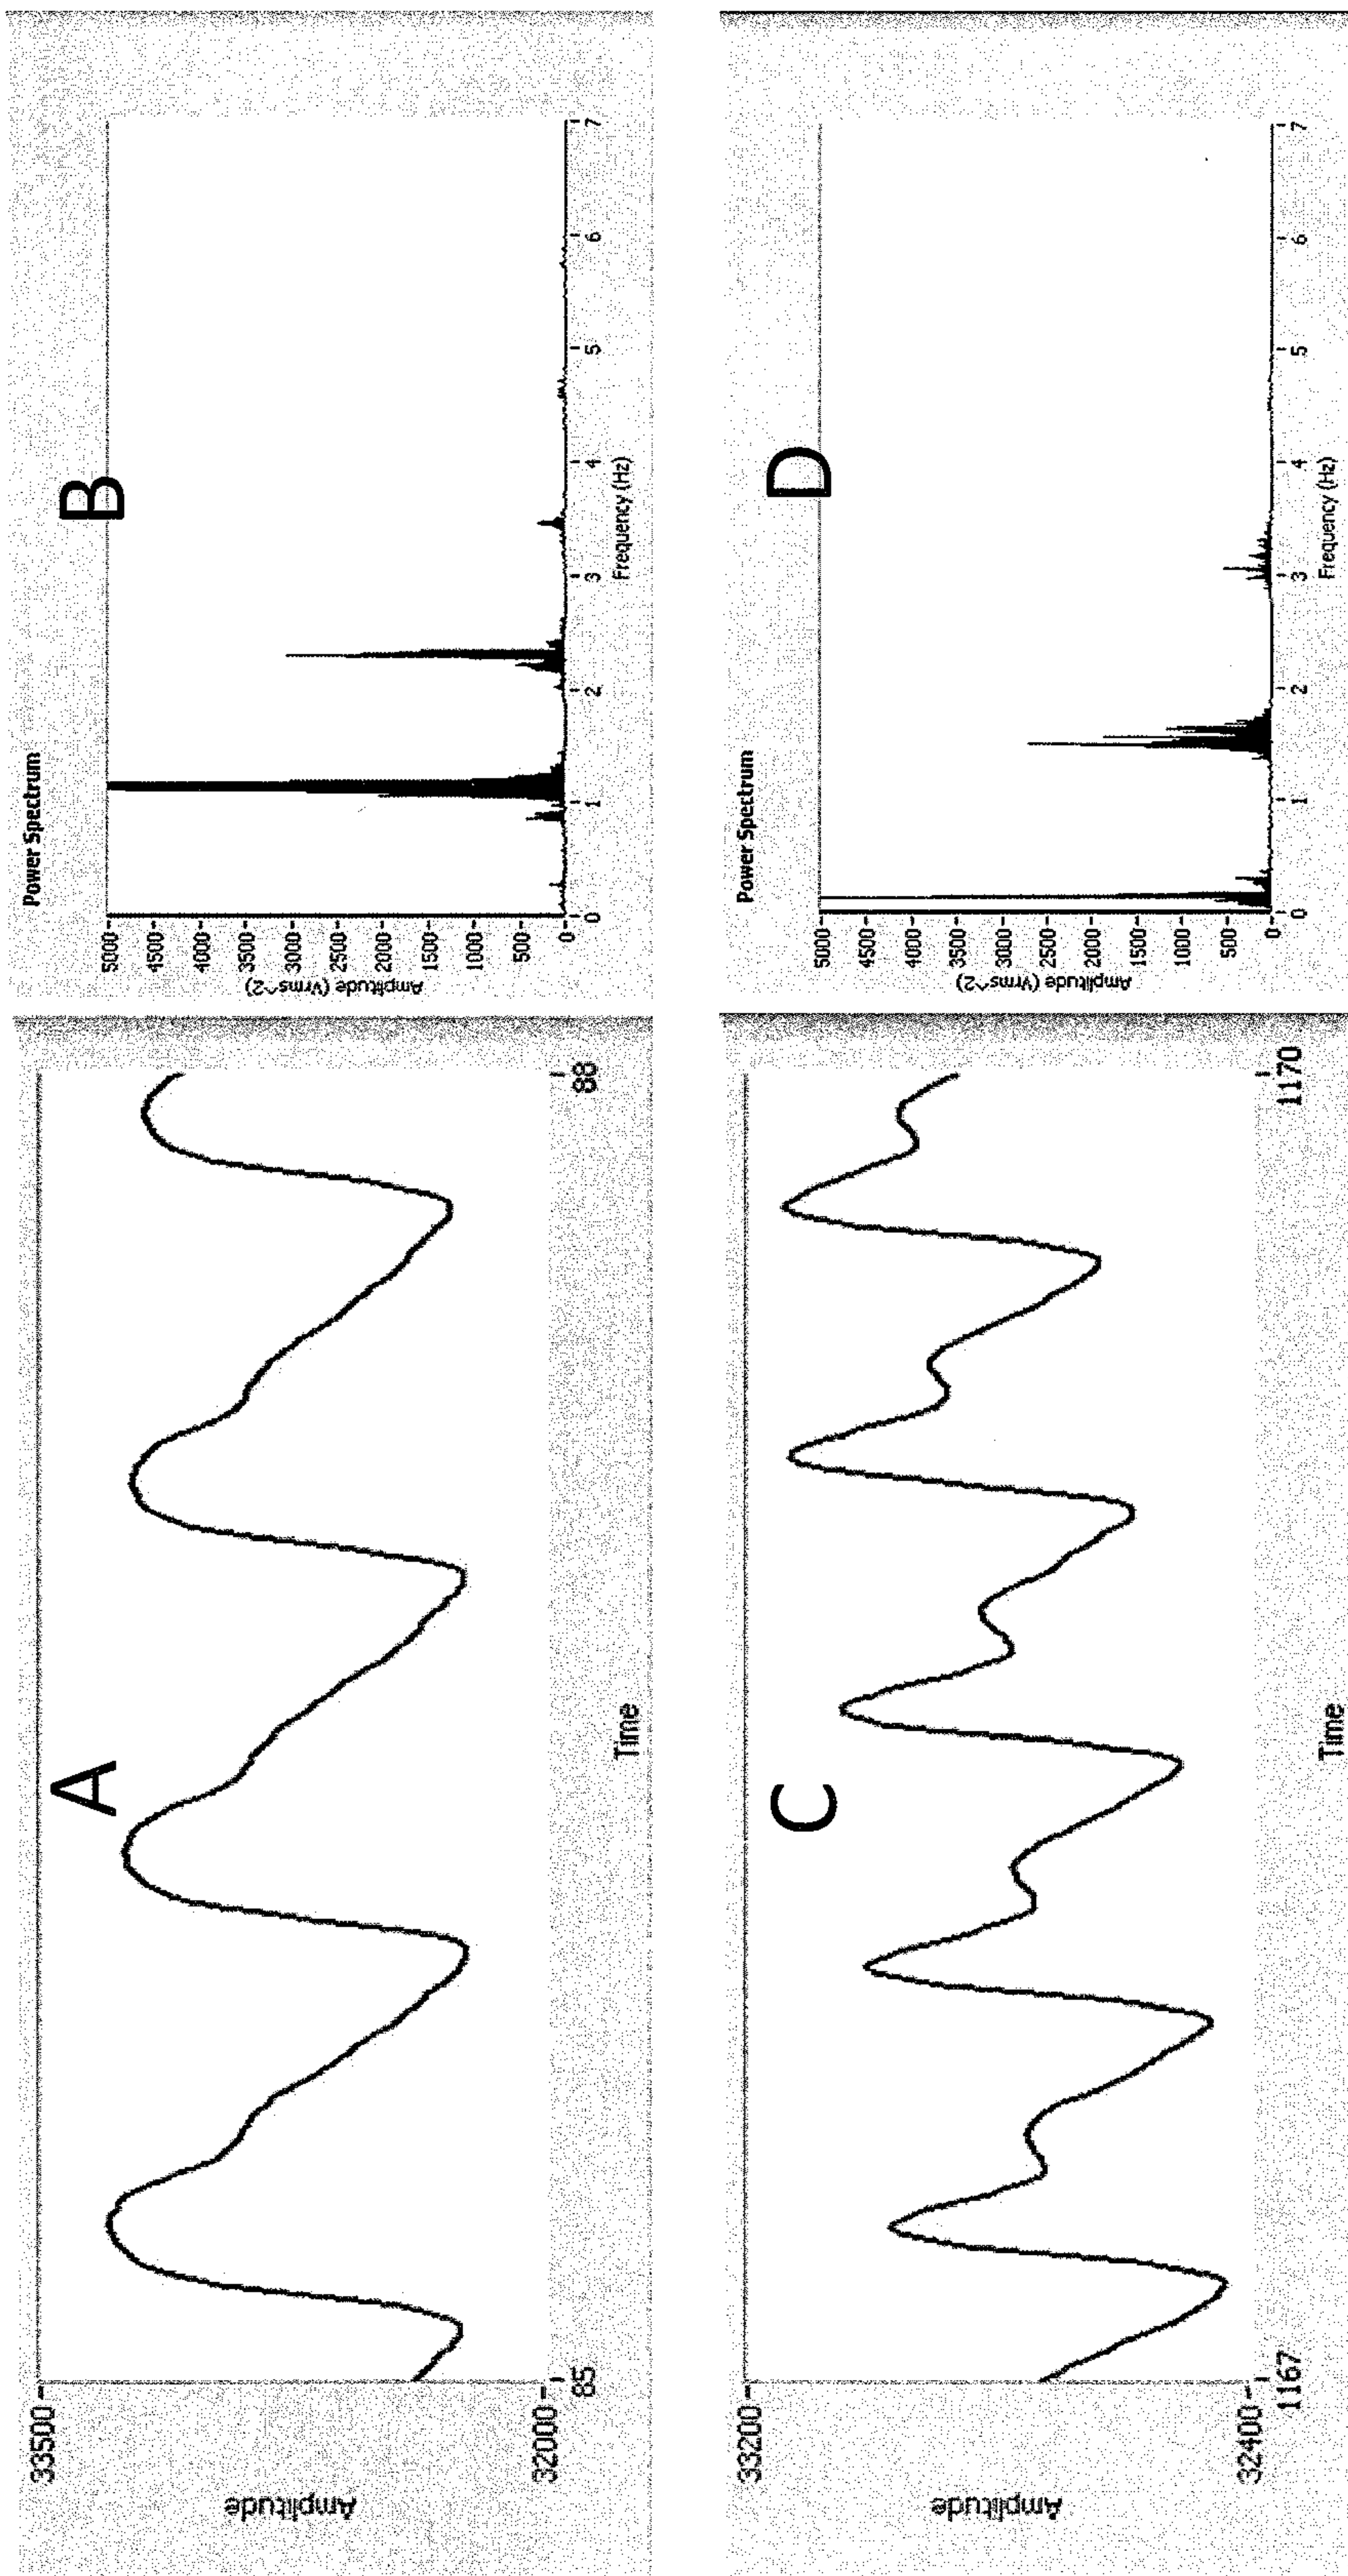 A
Amplitude
33500
32000
85
88
Time
B
Power Spectrum
Amplitude (Vrms^2)
5000
4500
4000
3500
3000
2500
2000
1500
1000
500
0
0 1 2 3 4 5 6 7
Frequency (Hz)
C
Amplitude
33200
32400
1167
1170
Time
D
Power Spectrum
Amplitude (Vrms^2)
5000
4500
4000
3500
3000
2500
2000
1500
1000
500
0
0 1 2 3 4 5 6 7
Frequency (Hz)